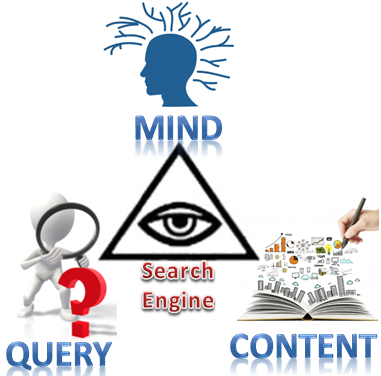 MIND
Search
Engine
QUERY
CONTENT